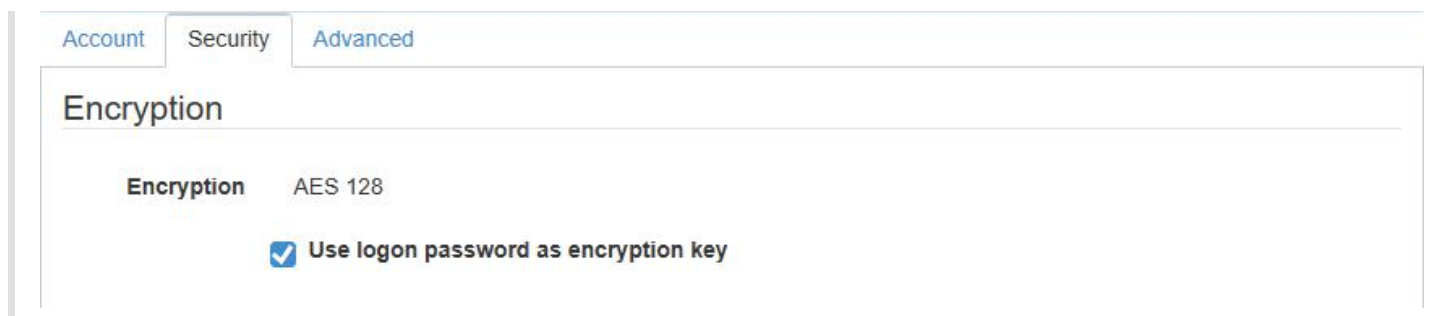 Account Security Advanced
Encryption
Encryption AES 128
Use logon password as encryption key